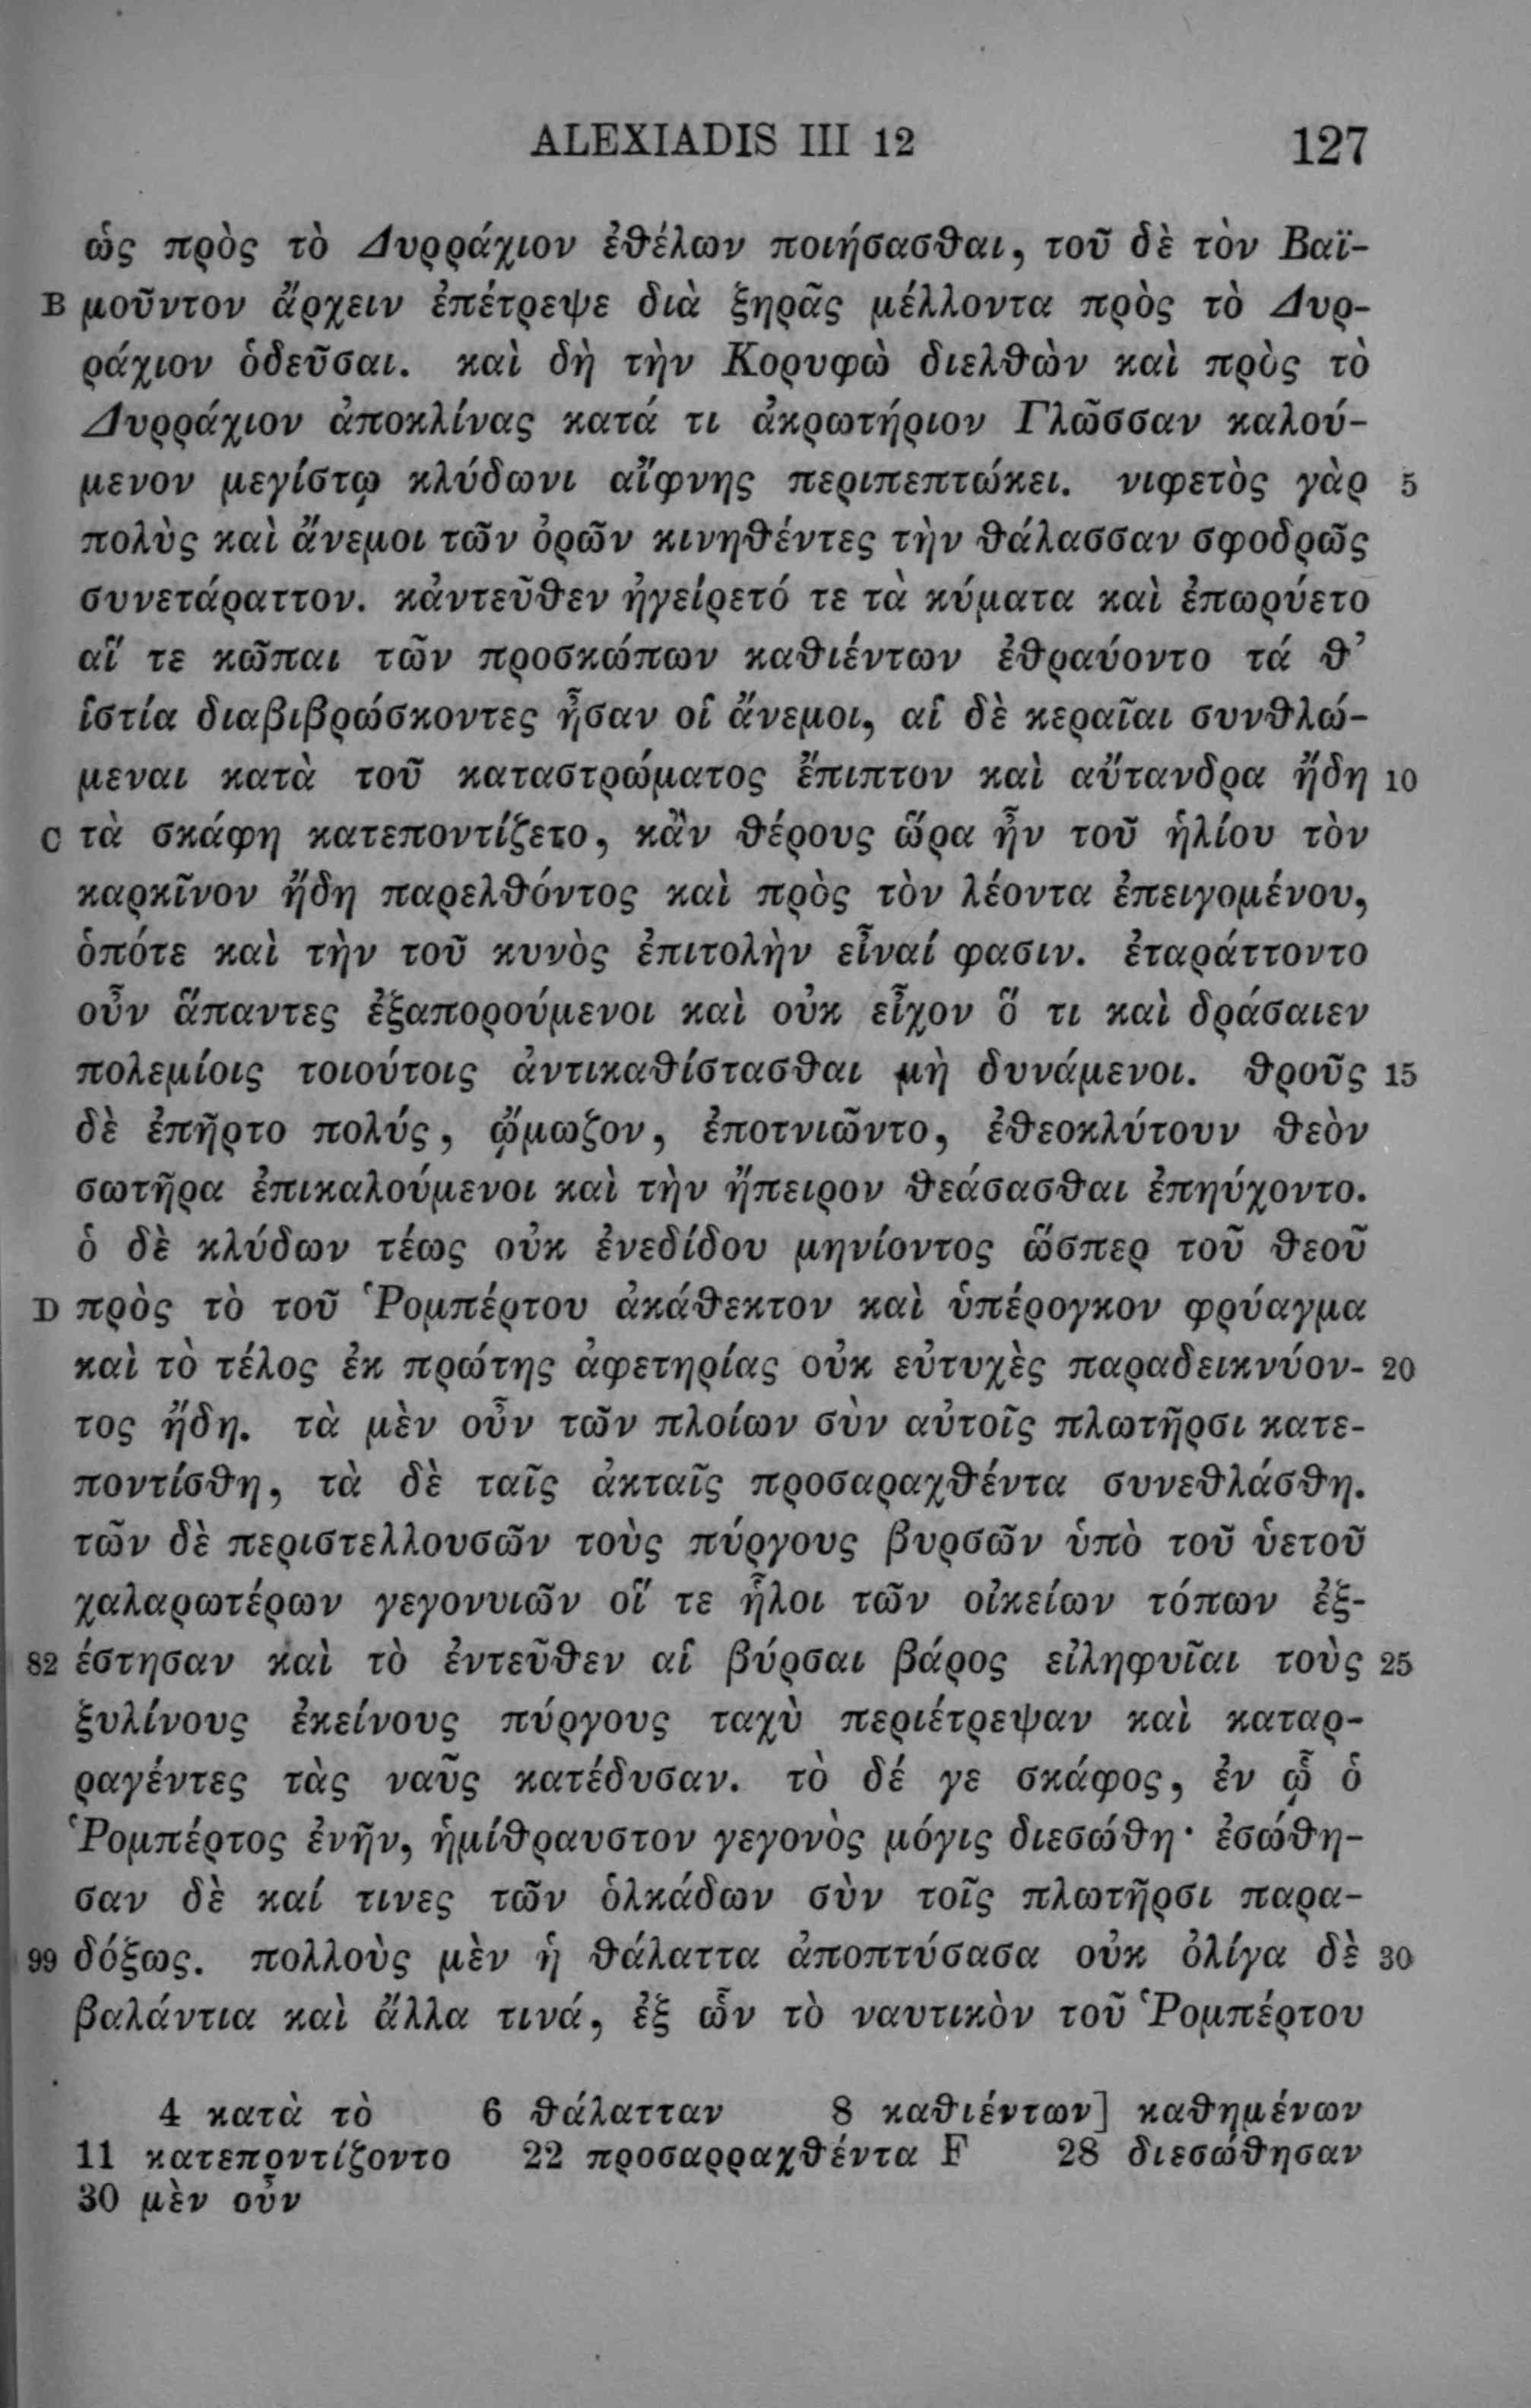 ALEXIADIS III 12 127
ὡς πρὸς τὸ Δυρράχιον ἐθέλων ποιήσασθαι, τοῦ δὲ τὸν Βαϊ-
B μοῦντον ἄρχειν ἐπέτρεψε διὰ ξηρᾶς μέλλοντα πρὸς τὸ Δυρ-
ράχιον ὁδεῦσαι. καὶ δὴ τὴν Κορυφὼ διελθὼν καὶ πρὸς τὸ
Δυρράχιον ἀποκλίνας κατά τι ἀκρωτήριον Γλῶσσαν καλού-
μενον μεγίστῳ κλύδωνι αἴφνης περιπεπτώκει. νιφετὸς γὰρ 5
πολὺς καὶ ἄνεμοι τῶν ὀρῶν κινηθέντες τὴν θάλασσαν σφοδρῶς
συνετάραττον. κἀντεῦθεν ἠγείρετό τε τὰ κύματα καὶ ἐπωρύετο
αἵ τε κῶπαι τῶν προσκώπων καθιέντων ἐθραύοντο τά θ’
ἱστία διαβιβρώσκοντες ἦσαν οἱ ἄνεμοι, αἱ δὲ κεραῖαι συνθλώ-
μεναι κατὰ τοῦ καταστρώματος ἔπιπτον καὶ αὔτανδρα ἤδη 10
C τὰ σκάφη κατεποντίζετο, κἂν θέρους ὥρα ἦν τοῦ ἡλίου τὸν
καρκῖνον ἤδη παρελθόντος καὶ πρὸς τὸν λέοντα ἐπειγομένου,
ὁπότε καὶ τὴν τοῦ κυνὸς ἐπιτολὴν εἶναί φασιν. ἐταράττοντο
οὖν ἅπαντες ἐξαπορούμενοι καὶ οὐκ εἶχον ὅ τι καὶ δράσαιεν
πολεμίοις τοιούτοις ἀντικαθίστασθαι μὴ δυνάμενοι. θροῦς 15
δὲ ἐπῆρτο πολύς, ᾤμωζον, ἐποτνιῶντο, ἐθεοκλύτουν θεὸν
σωτῆρα ἐπικαλούμενοι καὶ τὴν ἤπειρον θεάσασθαι ἐπηύχοντο.
ὁ δὲ κλύδων τέως οὐκ ἐνεδίδου μηνίοντος ὥσπερ τοῦ θεοῦ
D πρὸς τὸ τοῦ Ῥομπέρτου ἀκάθεκτον καὶ ὑπέρογκον φρύαγμα
καὶ τὸ τέλος ἐκ πρώτης ἀφετηρίας οὐκ εὐτυχὲς παραδεικνύον- 20
τος ἤδη. τὰ μὲν οὖν τῶν πλοίων σὺν αὐτοῖς πλωτῆρσι κατε-
ποντίσθη, τὰ δὲ ταῖς ἀκταῖς προσαραχθέντα συνεθλάσθη.
τῶν δὲ περιστελλουσῶν τοὺς πύργους βυρσῶν ὑπὸ τοῦ ὑετοῦ
χαλαρωτέρων γεγονυιῶν οἵ τε ἧλοι τῶν οἰκείων τόπων ἐξ-
82 έστησαν καὶ τὸ ἐντεῦθεν αἱ βύρσαι βάρος εἰληφυῖαι τοὺς 25
ξυλίνους ἐκείνους πύργους ταχὺ περιέτρεψαν καὶ καταρ-
ραγέντες τὰς ναῦς κατέδυσαν. τὸ δέ γε σκάφος, ἐν ᾧ ὁ
Ῥομπέρτος ἐνῆν, ἡμίθραυστον γεγονὸς μόγις διεσώθη· ἐσώθη-
σαν δὲ καί τινες τῶν ὁλκάδων σὺν τοῖς πλωτῆρσι παρα-
99 δόξως. πολλοὺς μὲν ἡ θάλαττα ἀποπτύσασα οὐκ ὀλίγα δὲ 30
βαλάντια καὶ ἄλλα τινά, ἐξ ὧν τὸ ναυτικὸν τοῦ Ῥομπέρτου
4 κατὰ τὸ 6 θάλατταν 8 καθιέντων] καθημένων
11 κατεποντίζοντο 22 προσαρραχθέντα F 28 διεσώθησαν
30 μὲν οὖν